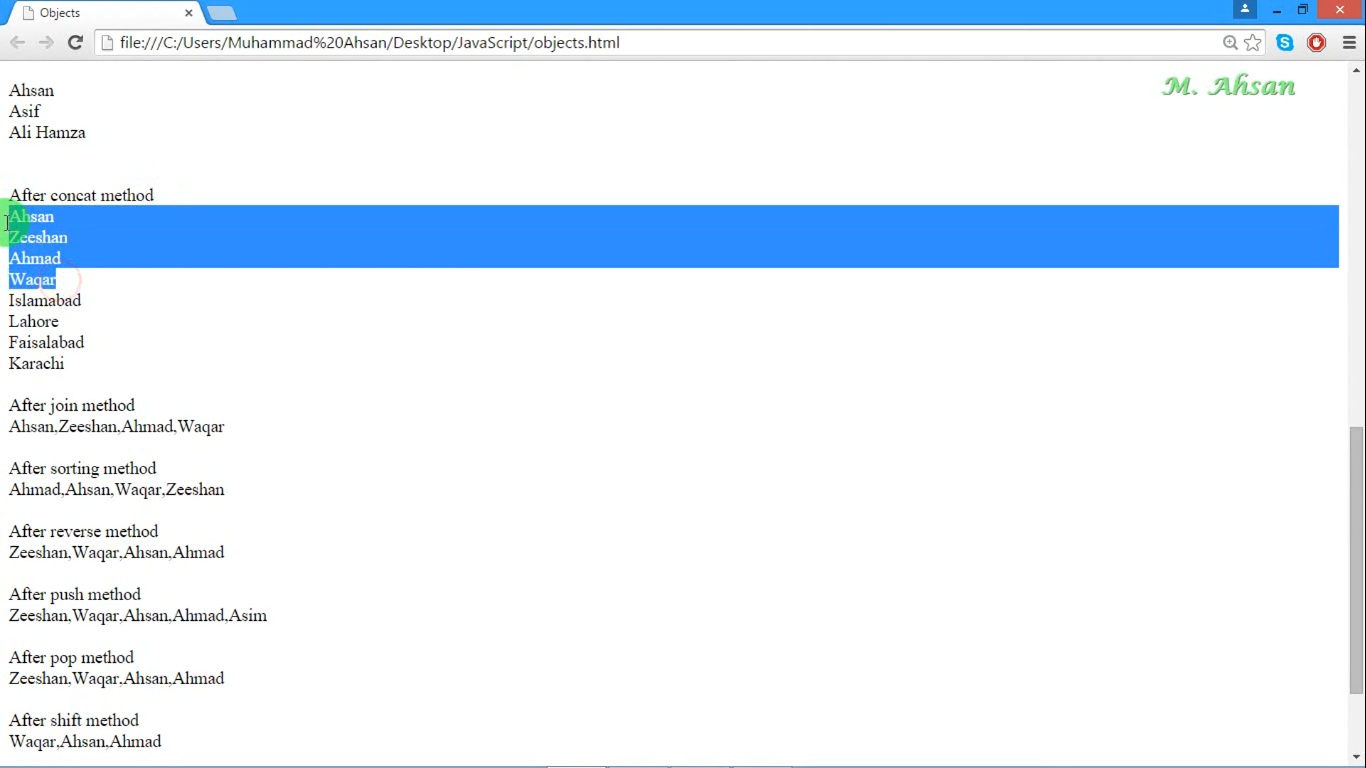 Objects
file:///C:/Users/Muhammad%20Ahsan/Desktop/JavaScript/objects.html
M. Ahsan
Ahsan
Asif
Ali Hamza
After concat method
Ahsan
Zeeshan
Ahmad
Waqar
Islamabad
Lahore
Faisalabad
Karachi
After join method
Ahsan,Zeeshan,Ahmad,Waqar
After sorting method
Ahmad,Ahsan,Waqar,Zeeshan
After reverse method
Zeeshan,Waqar,Ahsan,Ahmad
After push method
Zeeshan,Waqar,Ahsan,Ahmad,Asim
After pop method
Zeeshan,Waqar,Ahsan,Ahmad
After shift method
Waqar,Ahsan,Ahmad